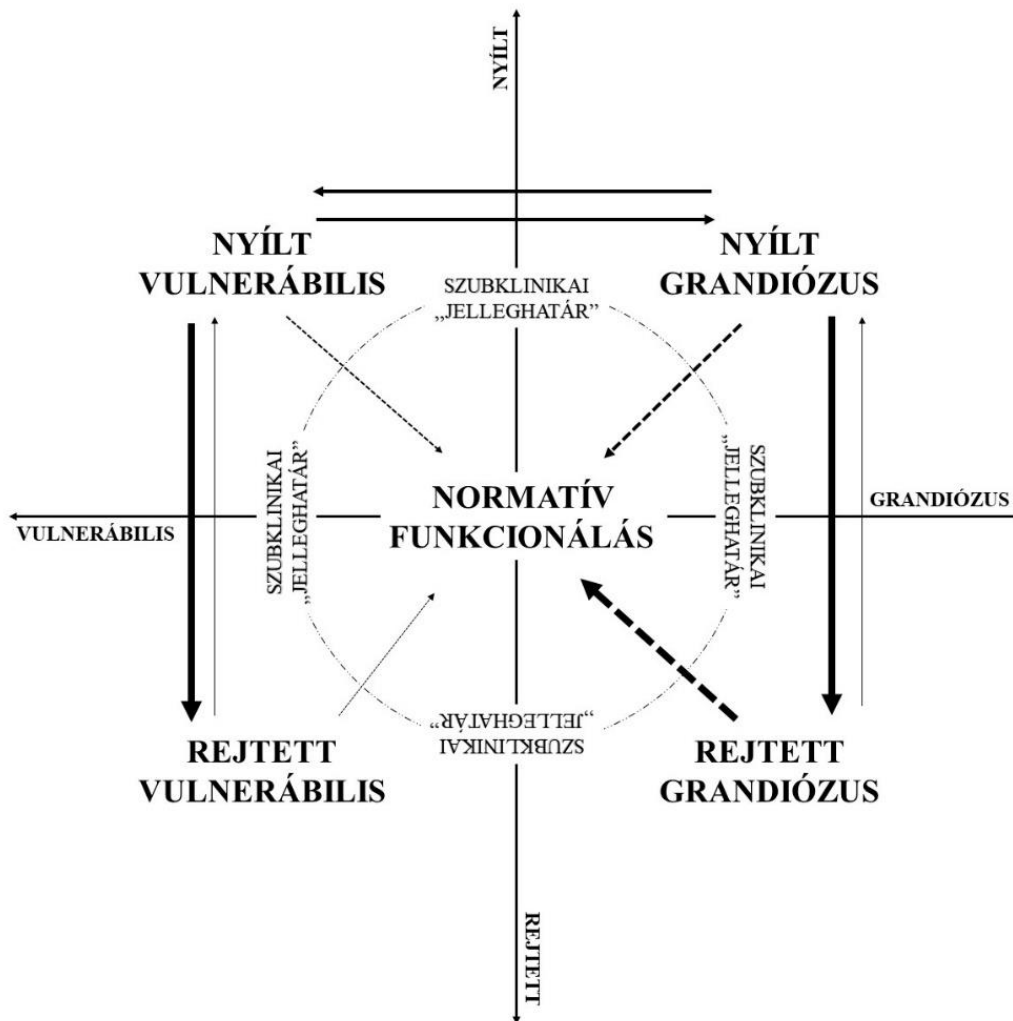 NYÍLT
NYÍLT
VULNERÁBILIS
NYÍLT
GRANDIÓZUS
SZUBKLINIKAI
„JELLEGHATÁR”
SZUBKLINIKAI
„JELLEGHATÁR”
SZUBKLINIKAI
„JELLEGHATÁR”
NORMATÍV
FUNKCIONÁLÁS
VULNERÁBILIS
GRANDIÓZUS
SZUBKLINIKAI
„JELLEGHATÁR”
REJTETT
VULNERÁBILIS
REJTETT
GRANDIÓZUS
REJTETT